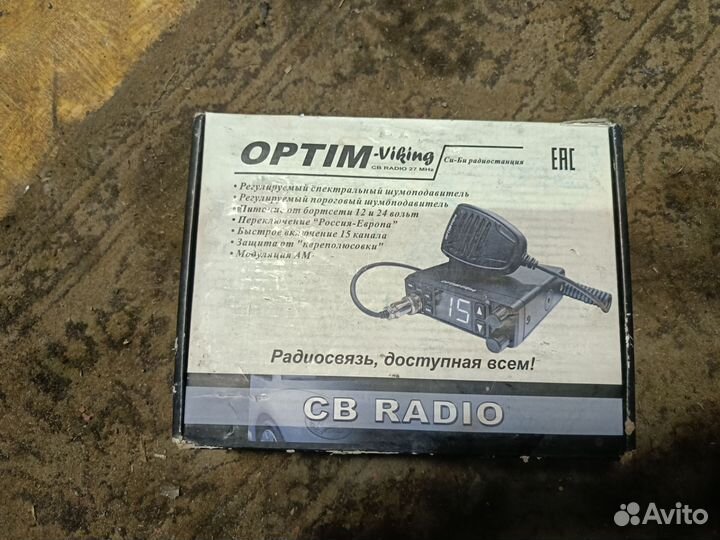 OPTIM-Viking
CB RADIO 27 MHz
Си-Би радиостанция
EAC
• Регулируемый спектральный шумоподавитель
• Регулируемый пороговый шумоподавитель
• Питание от бортсети 12 и 24 вольт
• Переключение "Россия-Европа"
• Быстрое включение 15 канала
• Защита от "переполюсовки"
• Модуляция АМ
15
Радиосвязь, доступная всем!
CB RADIO
Avito